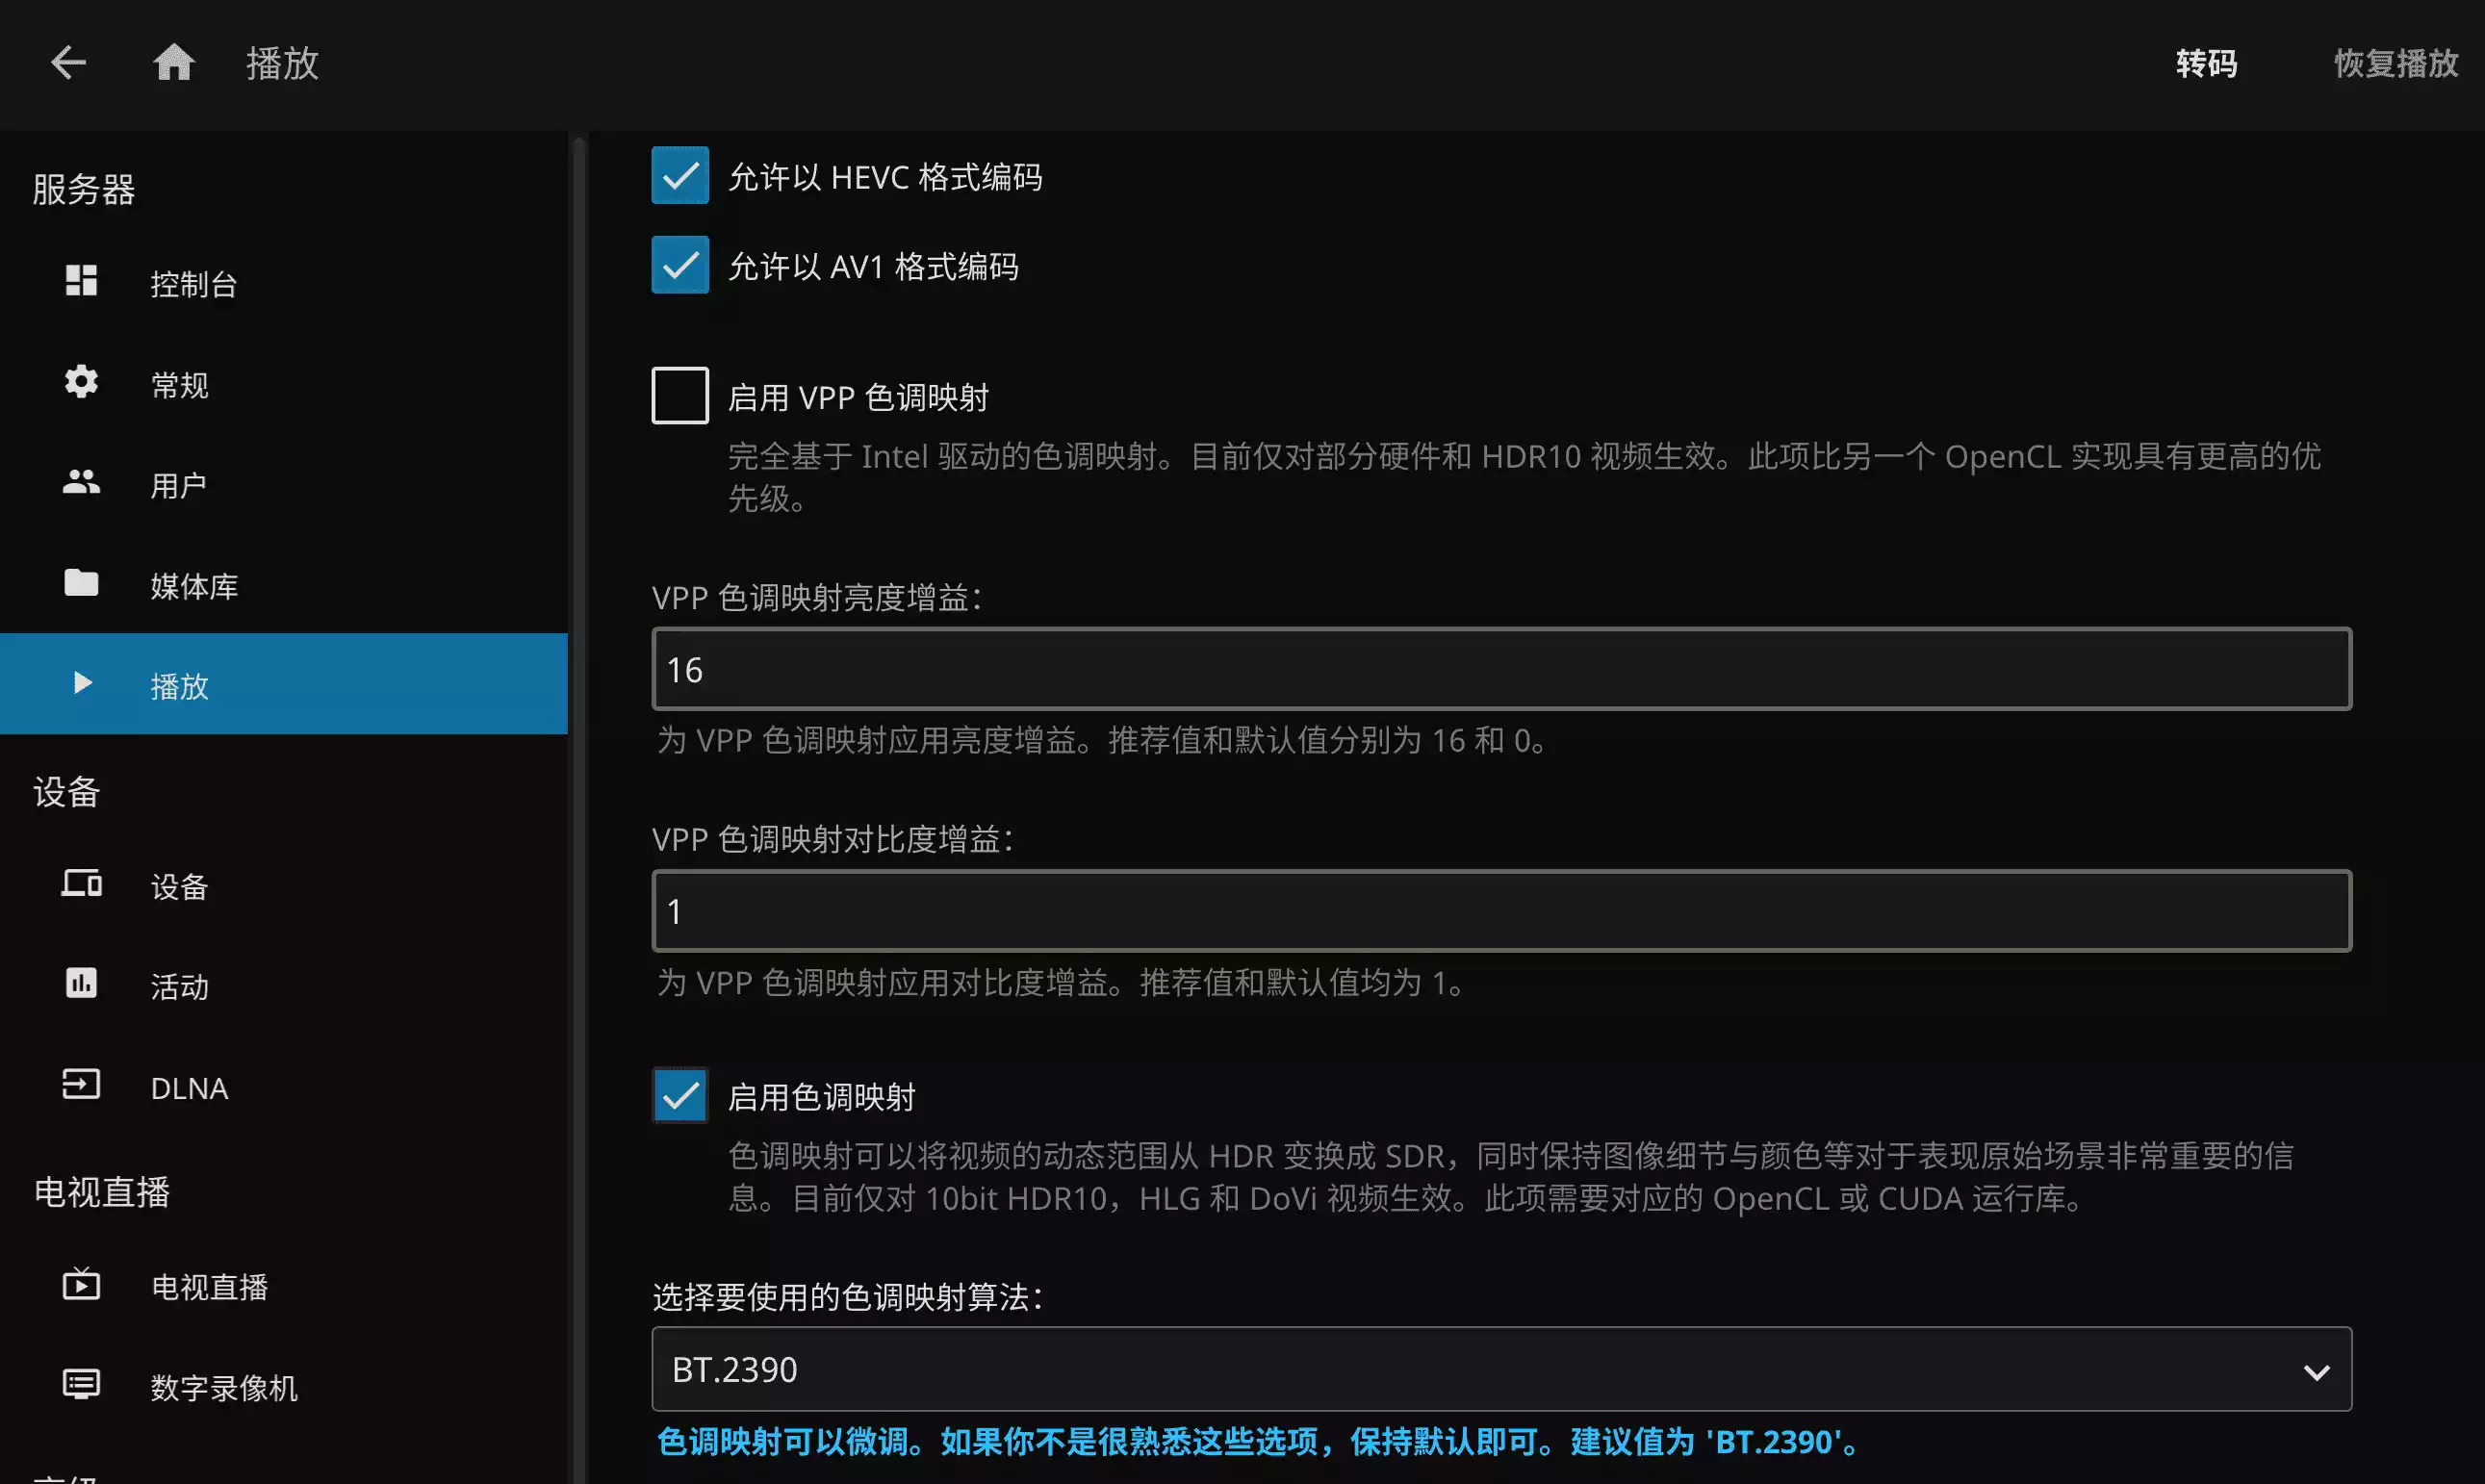 播放
转码
恢复播放
服务器
控制台
常规
用户
媒体库
播放
设备
设备
活动
DLNA
电视直播
电视直播
数字录像机
允许以 HEVC 格式编码
允许以 AV1 格式编码
启用 VPP 色调映射
完全基于 Intel 驱动的色调映射。目前仅对部分硬件和 HDR10 视频生效。此项比另一个 OpenCL 实现具有更高的优
先级。
VPP 色调映射亮度增益：
16
为 VPP 色调映射应用亮度增益。推荐值和默认值分别为 16 和 0。
VPP 色调映射对比度增益：
1
为 VPP 色调映射应用对比度增益。推荐值和默认值均为 1。
启用色调映射
色调映射可以将视频的动态范围从 HDR 变换成 SDR，同时保持图像细节与颜色等对于表现原始场景非常重要的信
息。目前仅对 10bit HDR10，HLG 和 DoVi 视频生效。此项需要对应的 OpenCL 或 CUDA 运行库。
选择要使用的色调映射算法：
BT.2390
色调映射可以微调。如果你不是很熟悉这些选项，保持默认即可。建议值为 'BT.2390'。